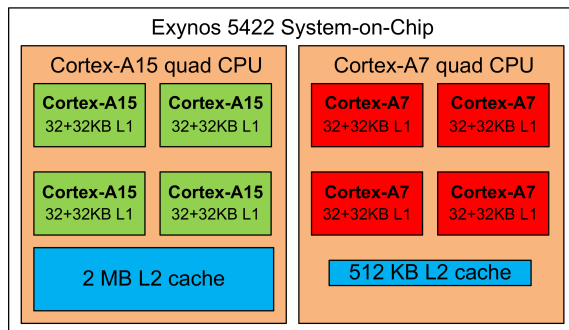 Exynos 5422 System-on-Chip
Cortex-A15 quad CPU
Cortex-A15
32+32KB L1
Cortex-A15
32+32KB L1
Cortex-A15
32+32KB L1
Cortex-A15
32+32KB L1
2 MB L2 cache
Cortex-A7 quad CPU
Cortex-A7
32+32KB L1
Cortex-A7
32+32KB L1
Cortex-A7
32+32KB L1
Cortex-A7
32+32KB L1
512 KB L2 cache